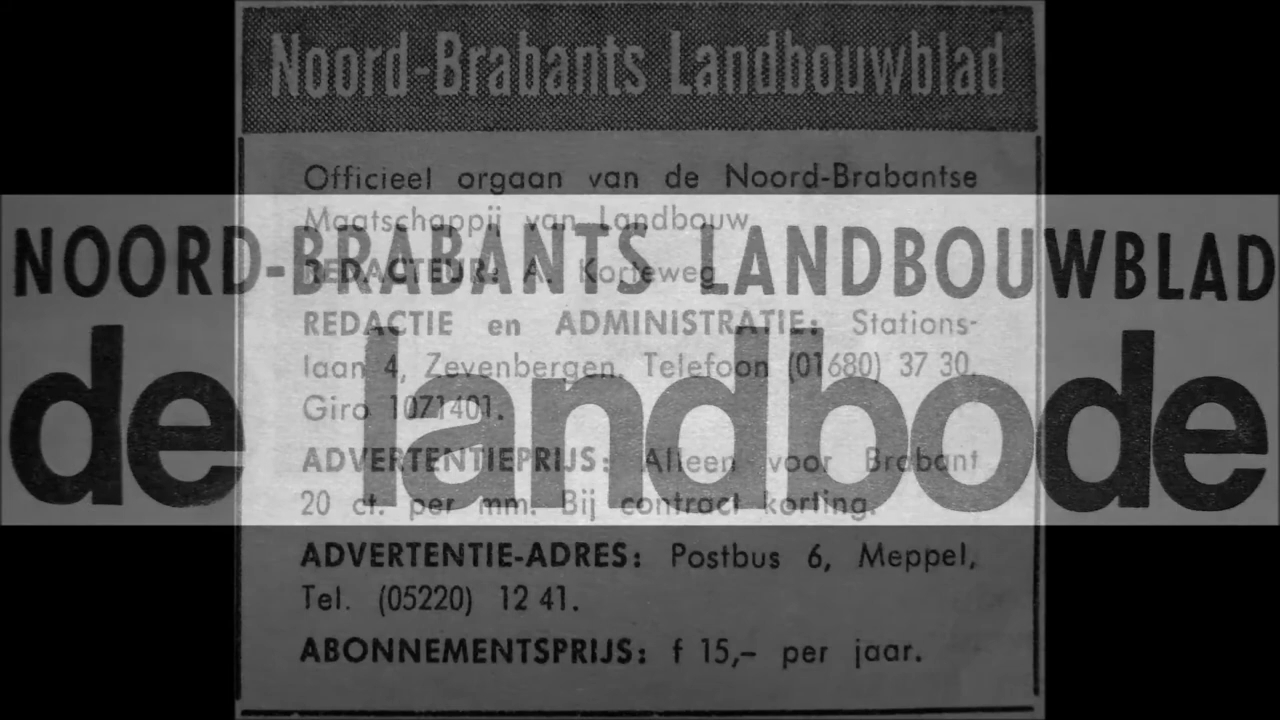 Noord-Brabants Landbouwblad
Officieel orgaan van de Noord-Brabantse
Maatschappij van Landbouw
NOORD-BRABANTS LANDBOUWBLAD
REDACTEUR: A. Korteweg
REDACTIE en ADMINISTRATIE: Stations-
laan 4, Zevenbergen. Telefoon (01680) 37 30.
Giro 1071401.
de landbode
ADVERTENTIEPRIJS: Alleen voor Brabant
20 ct. per mm. Bij contract korting.
ADVERTENTIE-ADRES: Postbus 6, Meppel,
Tel. (05220) 12 41.
ABONNEMENTSPRIJS: f 15,- per jaar.